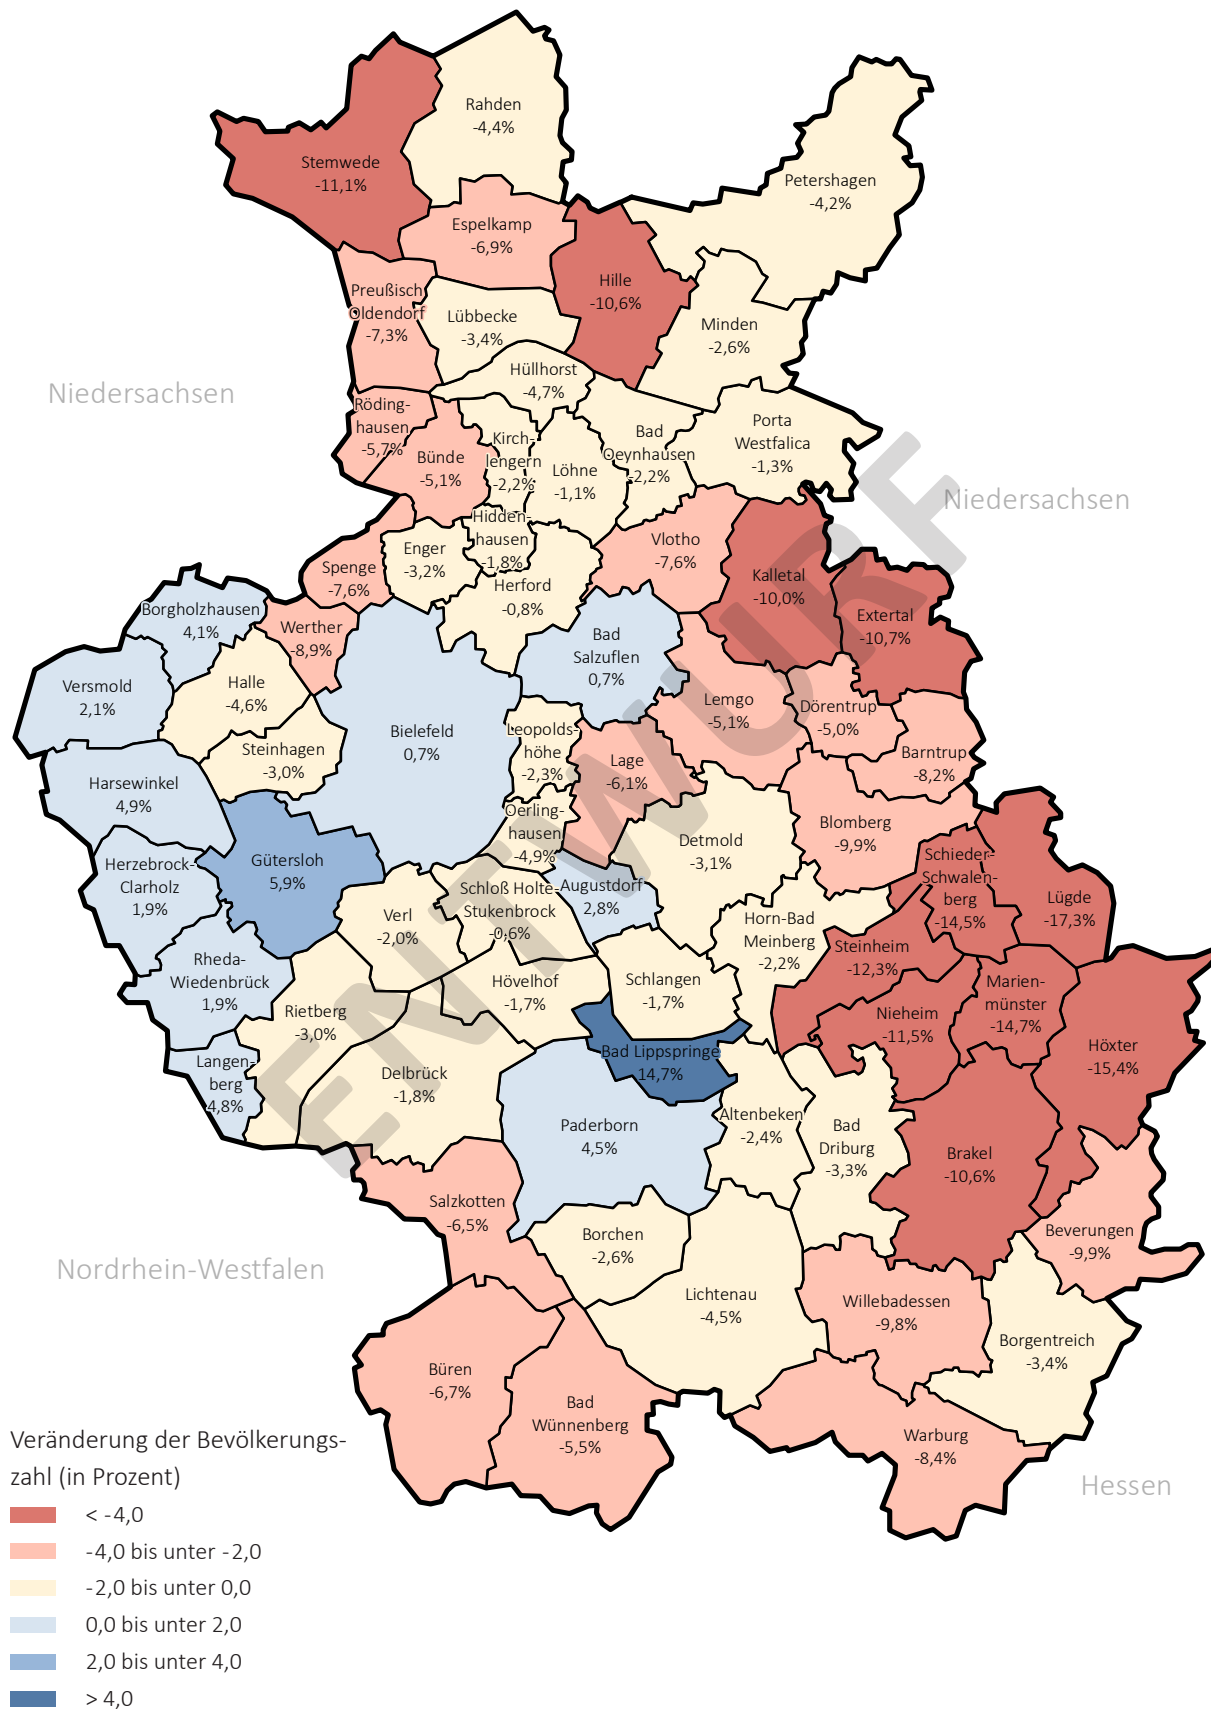 Rahden
-4,4%
Stemwede
-11,1%
Petershagen
-4,2%
Espelkamp
-6,9%
Hille
-10,6%
Preußisch
Oldendorf
-7,3%
Lübbecke
-3,4%
Minden
-2,6%
Hüllhorst
-4,7%
Niedersachsen
Röding-
hausen
-5,7%
Bünde
-5,1%
Kirch-
lengern
-2,2%
Löhne
-1,1%
Bad
Oeynhausen
-2,2%
Porta
Westfalica
-1,3%
Niedersachsen
Hidden-
hausen
-1,8%
Enger
-3,2%
Spenge
-7,6%
Herford
-0,8%
Vlotho
-7,6%
Kalletal
-10,0%
Extertal
-10,7%
Borgholzhausen
4,1%
Werther
-8,9%
Bad
Salzuflen
0,7%
Versmold
2,1%
Halle
-4,6%
Steinhagen
-3,0%
Bielefeld
0,7%
Leopolds-
höhe
-2,3%
Lemgo
-5,1%
Dörentrup
-5,0%
Barntrup
-8,2%
Lage
-6,1%
Harsewinkel
4,9%
Oerling-
hausen
-4,9%
Detmold
-3,1%
Blomberg
-9,9%
Gütersloh
5,9%
Herzebrock-
Clarholz
1,9%
Schieder-
Schwalen-
berg
-14,5%
Lügde
-17,3%
Verl
-2,0%
Schloß Holte-
Stukenbrock
-0,6%
Augustdorf
2,8%
Horn-Bad
Meinberg
-2,2%
Steinheim
-12,3%
Rheda-
Wiedenbrück
1,9%
Hövelhof
-1,7%
Schlangen
-1,7%
Marien-
münster
-14,7%
Rietberg
-3,0%
Nieheim
-11,5%
Höxter
-15,4%
Langen-
berg
4,8%
Delbrück
-1,8%
Bad Lippspringe
14,7%
Altenbeken
-2,4%
Paderborn
4,5%
Bad
Driburg
-3,3%
Brakel
-10,6%
Salzkotten
-6,5%
Borchen
-2,6%
Beverungen
-9,9%
Nordrhein-Westfalen
Lichtenau
-4,5%
Willebadessen
-9,8%
Borgentreich
-3,4%
Büren
-6,7%
Bad
Wünnenberg
-5,5%
Warburg
-8,4%
Hessen
ENTWURF
Veränderung der Bevölkerungs-
zahl (in Prozent)
< -4,0
-4,0 bis unter -2,0
-2,0 bis unter 0,0
0,0 bis unter 2,0
2,0 bis unter 4,0
> 4,0